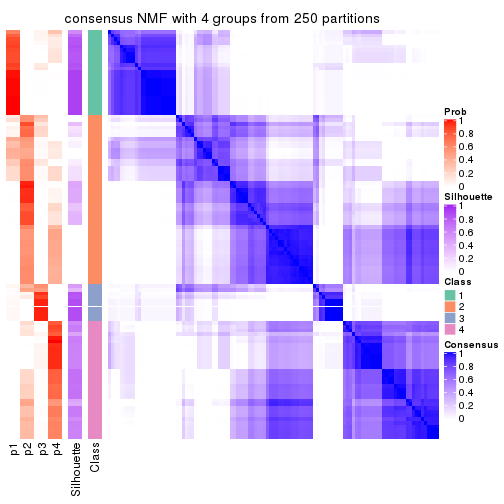 consensus NMF with 4 groups from 250 partitions
Prob
1
0.8
0.6
0.4
0.2
0
Silhouette
1
0.8
0.6
0.4
0.2
0
Class
1
2
3
4
Consensus
1
0.8
0.6
0.4
0.2
0
p1
p2
p3
p4
Silhouette
Class